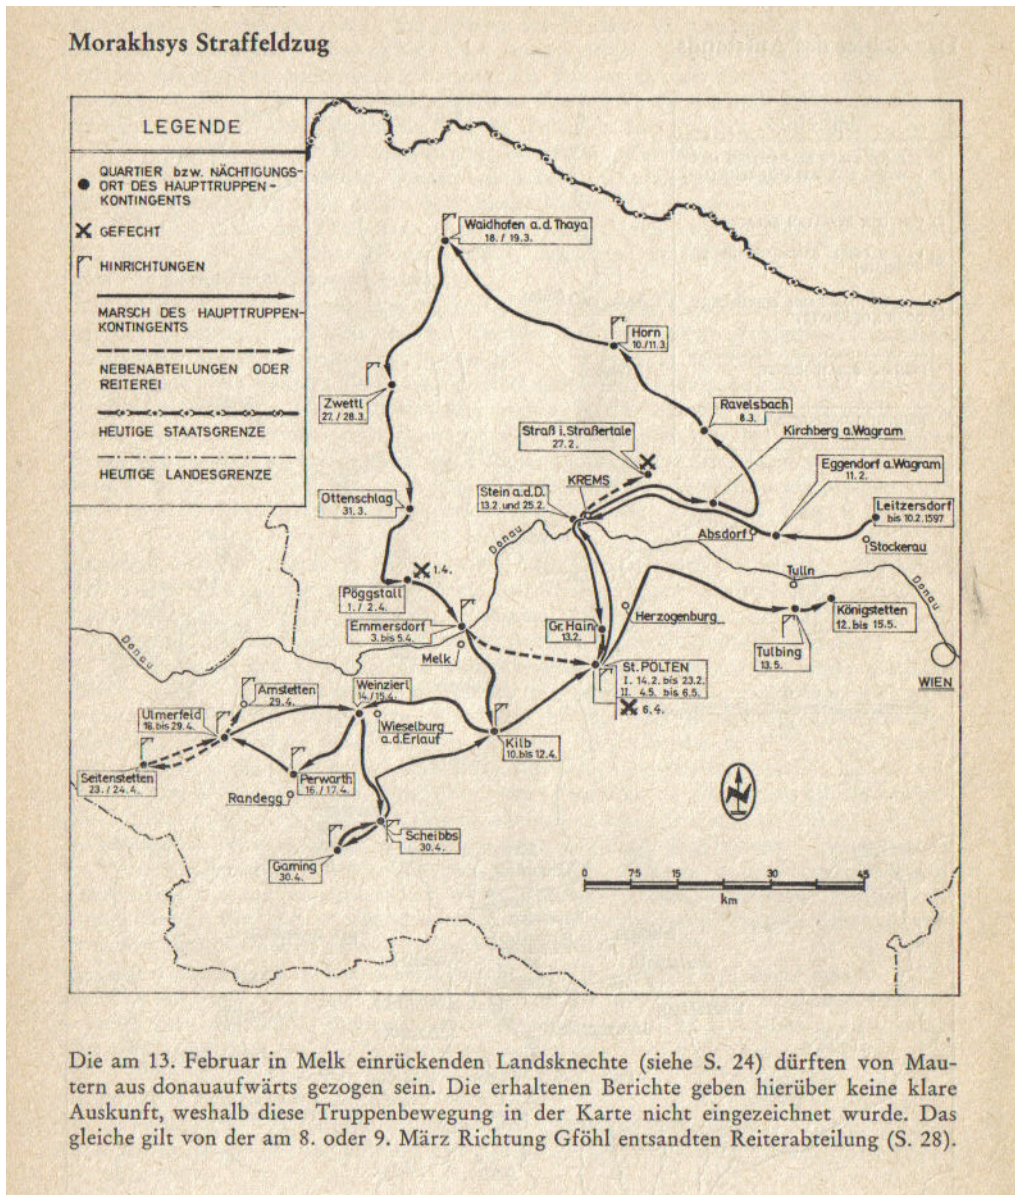 Morakhsys Straffeldzug
LEGENDE
QUARTIER bzw. NÄCHTIGUNGS-
ORT DES HAUPTTRUPPEN-
KONTINGENTS
GEFECHT
HINRICHTUNGEN
MARSCH DES HAUPTTRUPPEN-
KONTINGENTS
NEBENABTEILUNGEN ODER
REITEREI
HEUTIGE STAATSGRENZE
HEUTIGE LANDESGRENZE
Waidhofen a.d.Thaya
18. / 19.3.
Horn
10./11.3.
Zwettl
27. / 28.3.
Ravelsbach
8.3.
Straß i. Straßertale
27. 2.
Kirchberg a.Wagram
Eggendorf a.Wagram
11. 2.
Ottenschlag
31. 3.
Stein a.d.D.
13.2. und 25.2.
KREMS
Leitzersdorf
bis 10.2.1597
Absdorf
Stockerau
Donau
1.4.
Pöggstall
1. / 2.4.
Tulln
Donau
Emmersdorf
3. bis 5.4.
Gr. Hain
13.2.
Herzogenburg
Königstetten
12. bis 15.5.
Donau
Melk
Tulbing
13.5.
St. PÖLTEN
I. 14.2. bis 23.2.
II. 4.5. bis 6.5.
WIEN
Amstetten
29.4.
Weinzierl
14./15.4.
6.4.
Ulmerfeld
18. bis 29.4.
Wieselburg
a.d.Erlauf
Kilb
10. bis 12.4.
Seitenstetten
23. / 24.4.
Perwarth
16. / 17.4.
Randegg
Scheibbs
30.4.
Gaming
30.4.
0 75 15 30 45
km
Die am 13. Februar in Melk einrückenden Landsknechte (siehe S. 24) dürften von Mau-
tern aus donauaufwärts gezogen sein. Die erhaltenen Berichte geben hierüber keine klare
Auskunft, weshalb diese Truppenbewegung in der Karte nicht eingezeichnet wurde. Das
gleiche gilt von der am 8. oder 9. März Richtung Gföhl entsandten Reiterabteilung (S. 28).